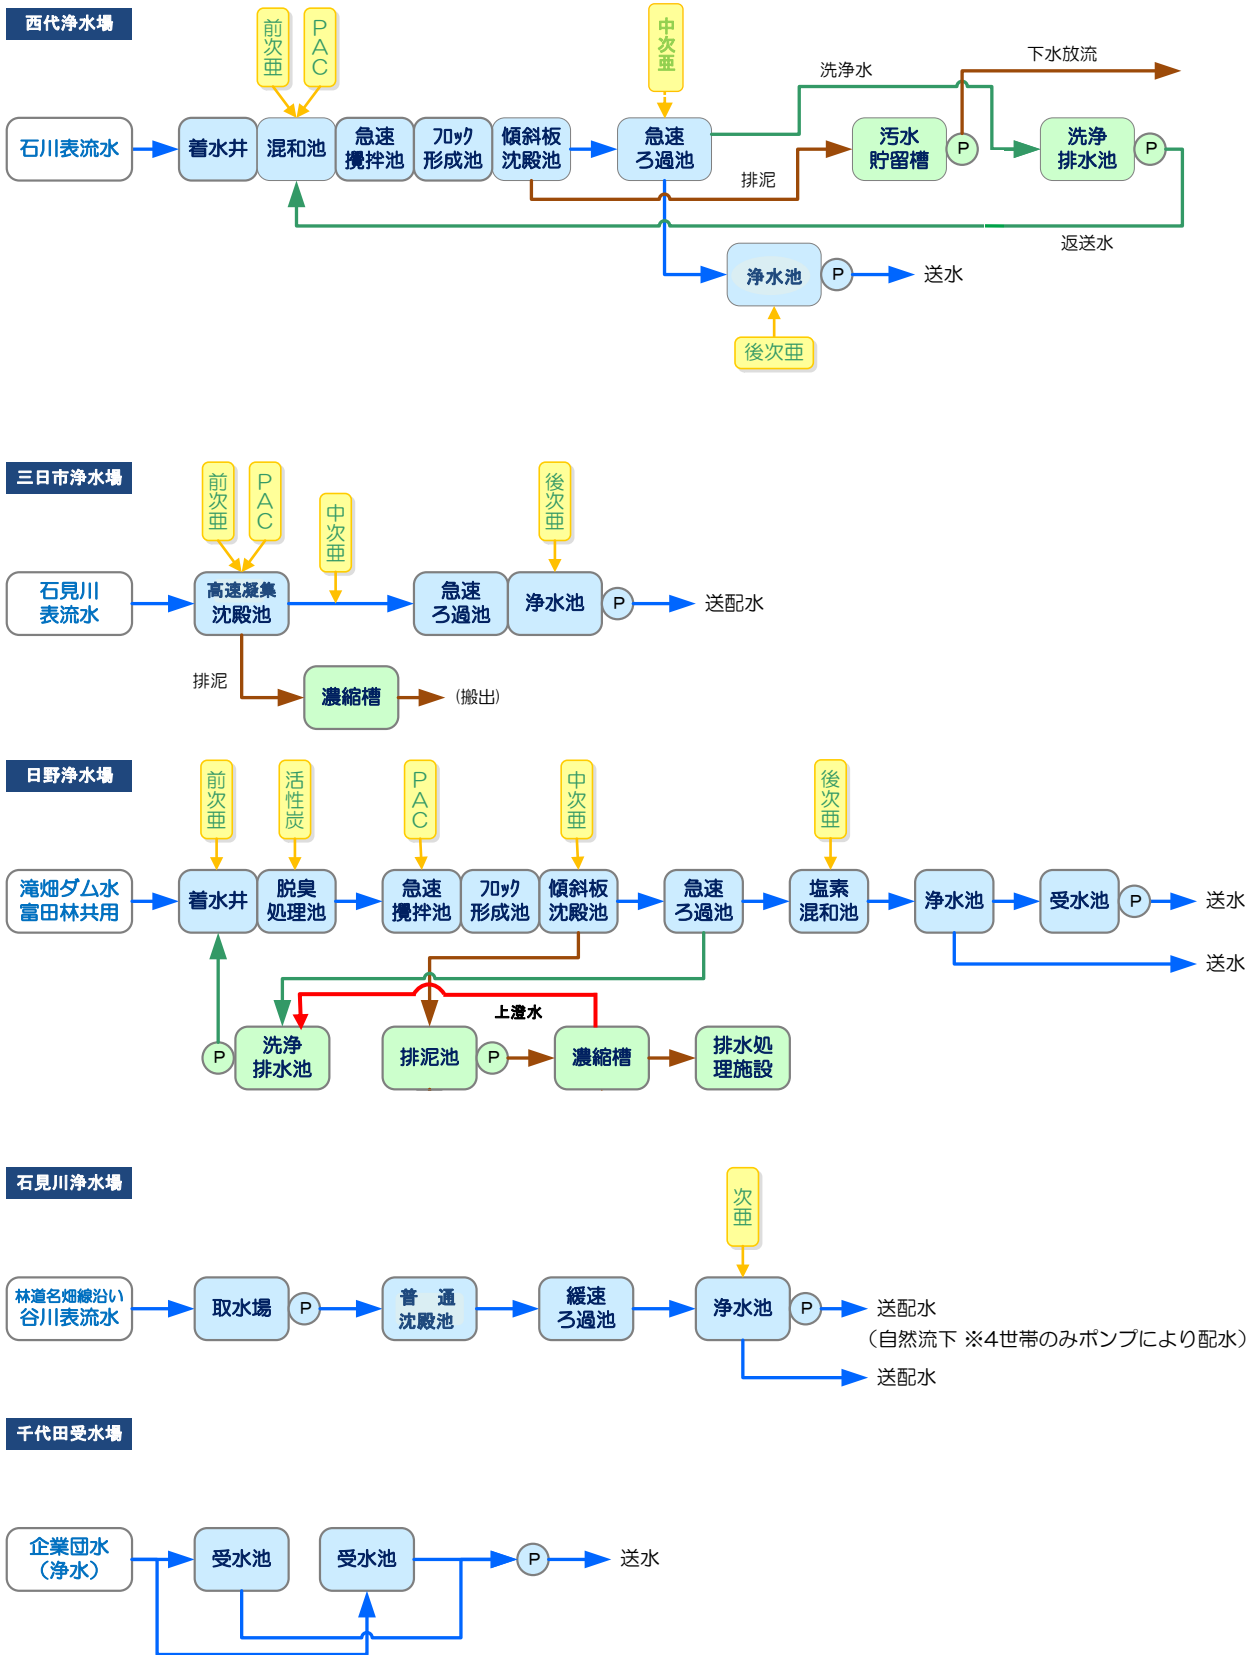 西代浄水場
前次亜
PAC
中次亜
下水放流
洗浄水
石川表流水
着水井
混和池
急速
攪拌池
フロック
形成池
傾斜板
沈殿池
急速
ろ過池
汚水
貯留槽
P
洗浄
排水池
P
排泥
返送水
浄水池
P
送水
後次亜
三日市浄水場
前次亜
PAC
中次亜
後次亜
石見川
表流水
高速凝集
沈殿池
急速
ろ過池
浄水池
P
送配水
排泥
濃縮槽
(搬出)
日野浄水場
前次亜
活性炭
PAC
中次亜
後次亜
滝畑ダム水
富田林共用
着水井
脱臭
処理池
急速
攪拌池
フロック
形成池
傾斜板
沈殿池
急速
ろ過池
塩素
混和池
浄水池
受水池
P
送水
送水
上澄水
P
洗浄
排水池
排泥池
P
濃縮槽
排水処
理施設
石見川浄水場
次亜
林道名畑線沿い
谷川表流水
取水場
P
普 通
沈殿池
緩速
ろ過池
浄水池
P
送配水
（自然流下 ※4世帯のみポンプにより配水）
送配水
千代田受水場
企業団水
（浄水）
受水池
受水池
P
送水